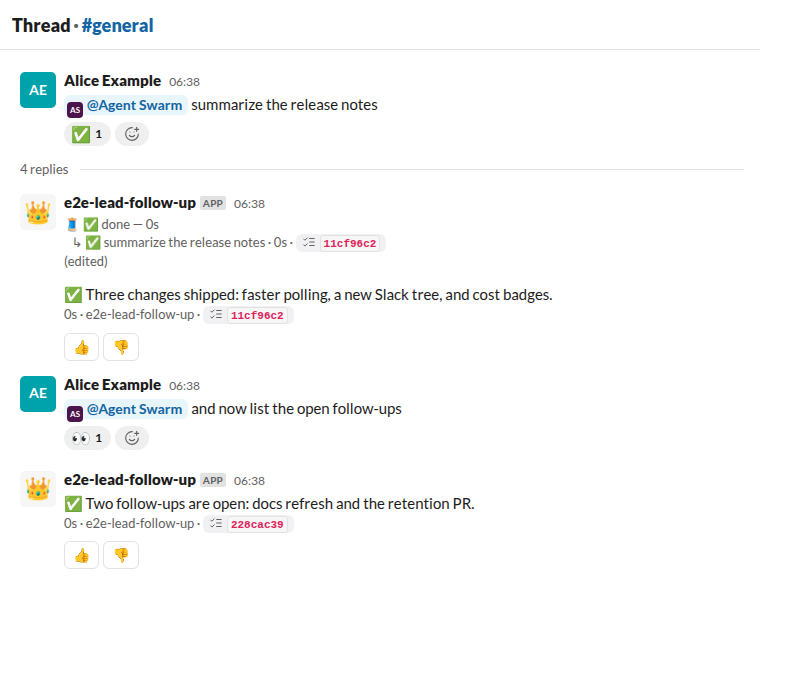 Thread · #general
AE
Alice Example 06:38
AS @Agent Swarm summarize the release notes
✅ 1
4 replies
e2e-lead-follow-up APP 06:38
🧵 ✅ done — 0s
↳ ✅ summarize the release notes · 0s · 11cf96c2
(edited)
✅ Three changes shipped: faster polling, a new Slack tree, and cost badges.
0s · e2e-lead-follow-up · 11cf96c2
👍 👎
AE
Alice Example 06:38
AS @Agent Swarm and now list the open follow-ups
👀 1
e2e-lead-follow-up APP 06:38
✅ Two follow-ups are open: docs refresh and the retention PR.
0s · e2e-lead-follow-up · 228cac39
👍 👎